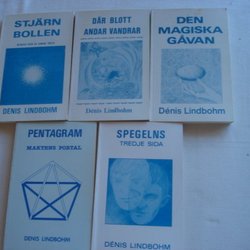 STJÄRN
BOLLEN
DENIS LINDBOHM
DÄR BLOTT
ANDAR VANDRAR
Dénis Lindbohm
DEN
MAGISKA
GÅVAN
Dénis Lindbohm
PENTAGRAM
MAKTENS PORTAL
DENIS LINDBOHM
SPEGELNS
TREDJE SIDA
DÉNIS LINDBOHM